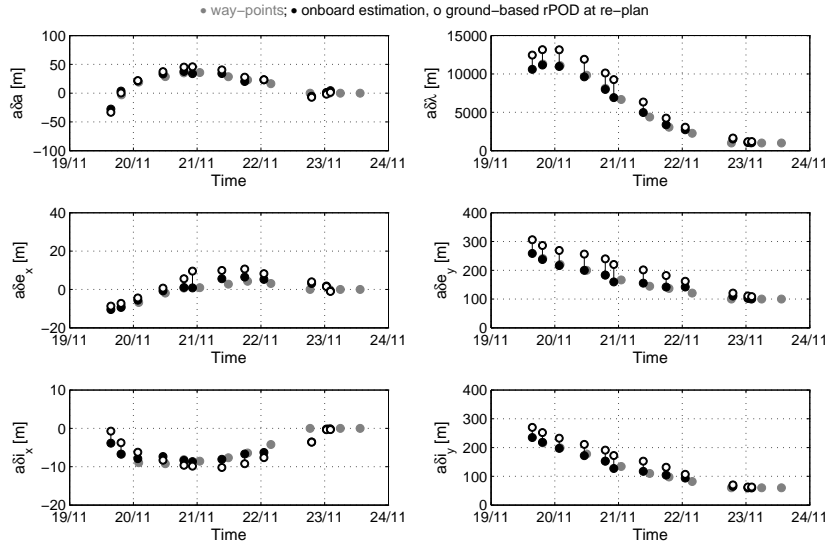 ● way-points; ● onboard estimation, o ground-based rPOD at re-plan
100
50
0
−50
−100
aδa [m]
19/11 20/11 21/11 22/11 23/11 24/11
Time
15000
10000
5000
0
aδλ [m]
19/11 20/11 21/11 22/11 23/11 24/11
Time
40
20
0
−20
aδe_x [m]
19/11 20/11 21/11 22/11 23/11 24/11
Time
400
300
200
100
0
aδe_y [m]
19/11 20/11 21/11 22/11 23/11 24/11
Time
10
0
−10
−20
aδi_x [m]
19/11 20/11 21/11 22/11 23/11 24/11
Time
400
300
200
100
0
aδi_y [m]
19/11 20/11 21/11 22/11 23/11 24/11
Time